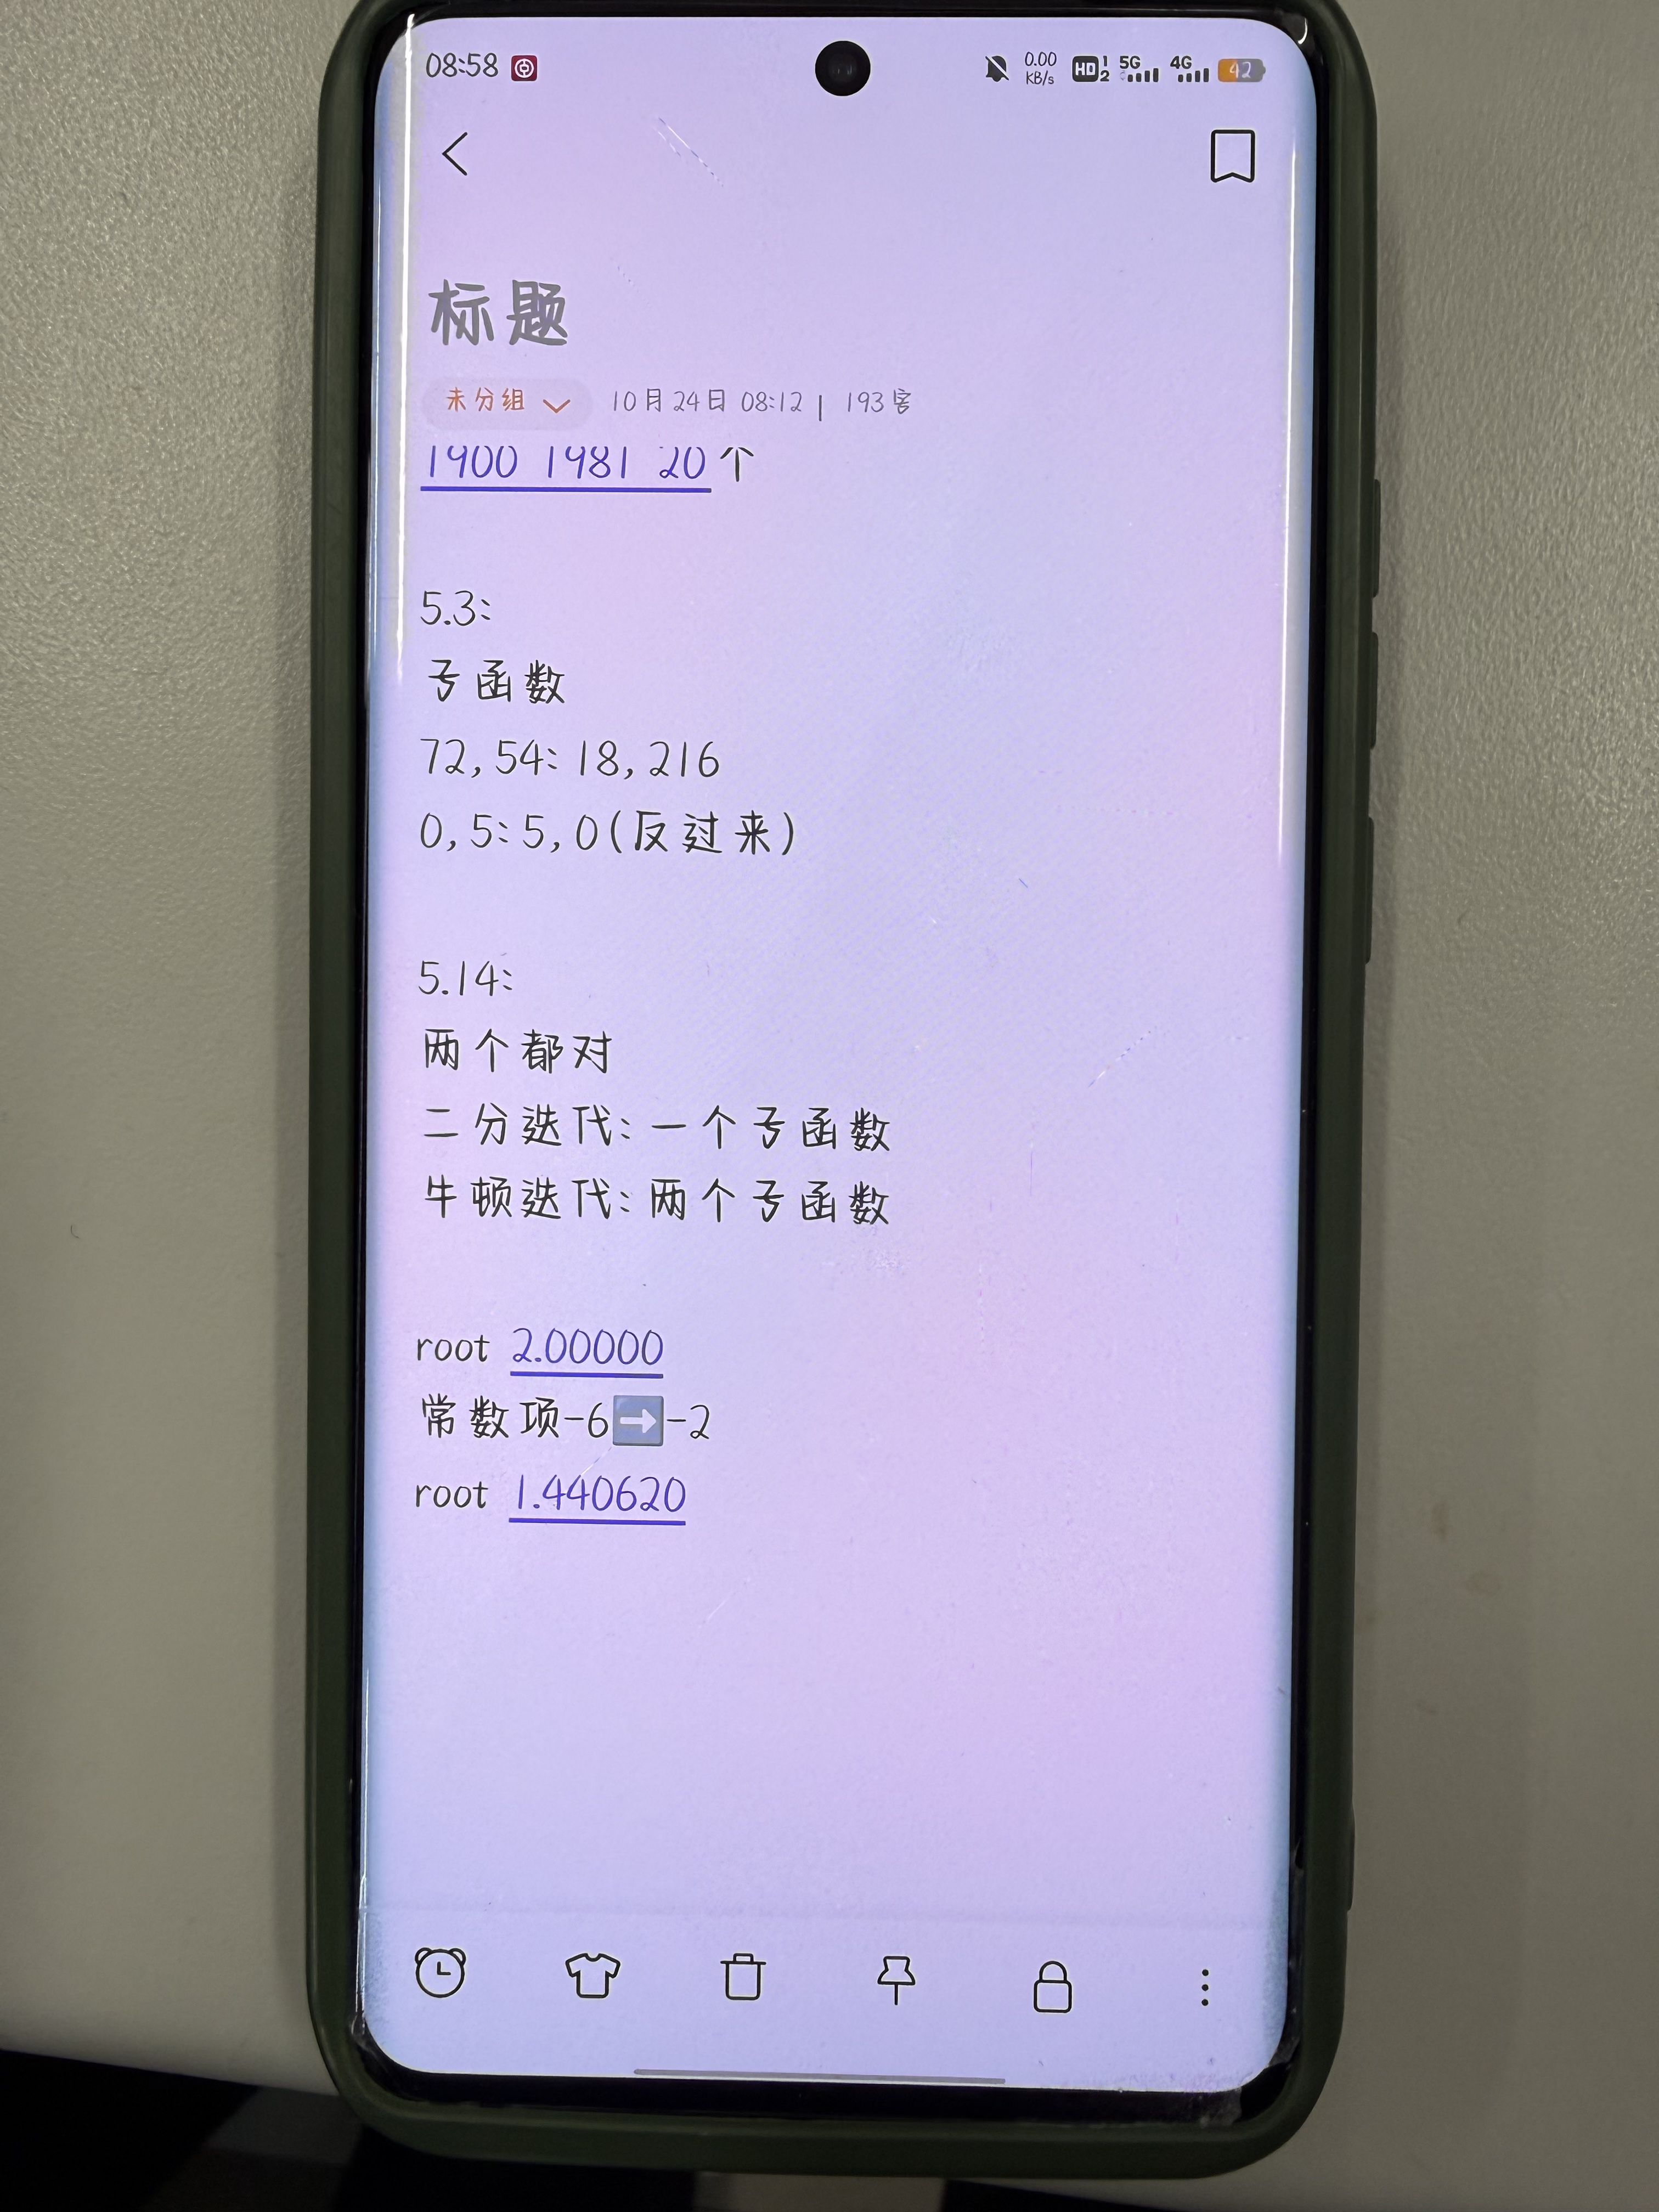 08:58 0.00 KB/s HD 1 2 5G 4G 42
标题
未分组 10月24日 08:12 | 193字
1900 1981 20个
5.3:
子函数
72,54:18,216
0,5:5,0(反过来)
5.14:
两个都对
二分迭代:一个子函数
牛顿迭代:两个子函数
root 2.00000
常数项-6➡️-2
root 1.440620